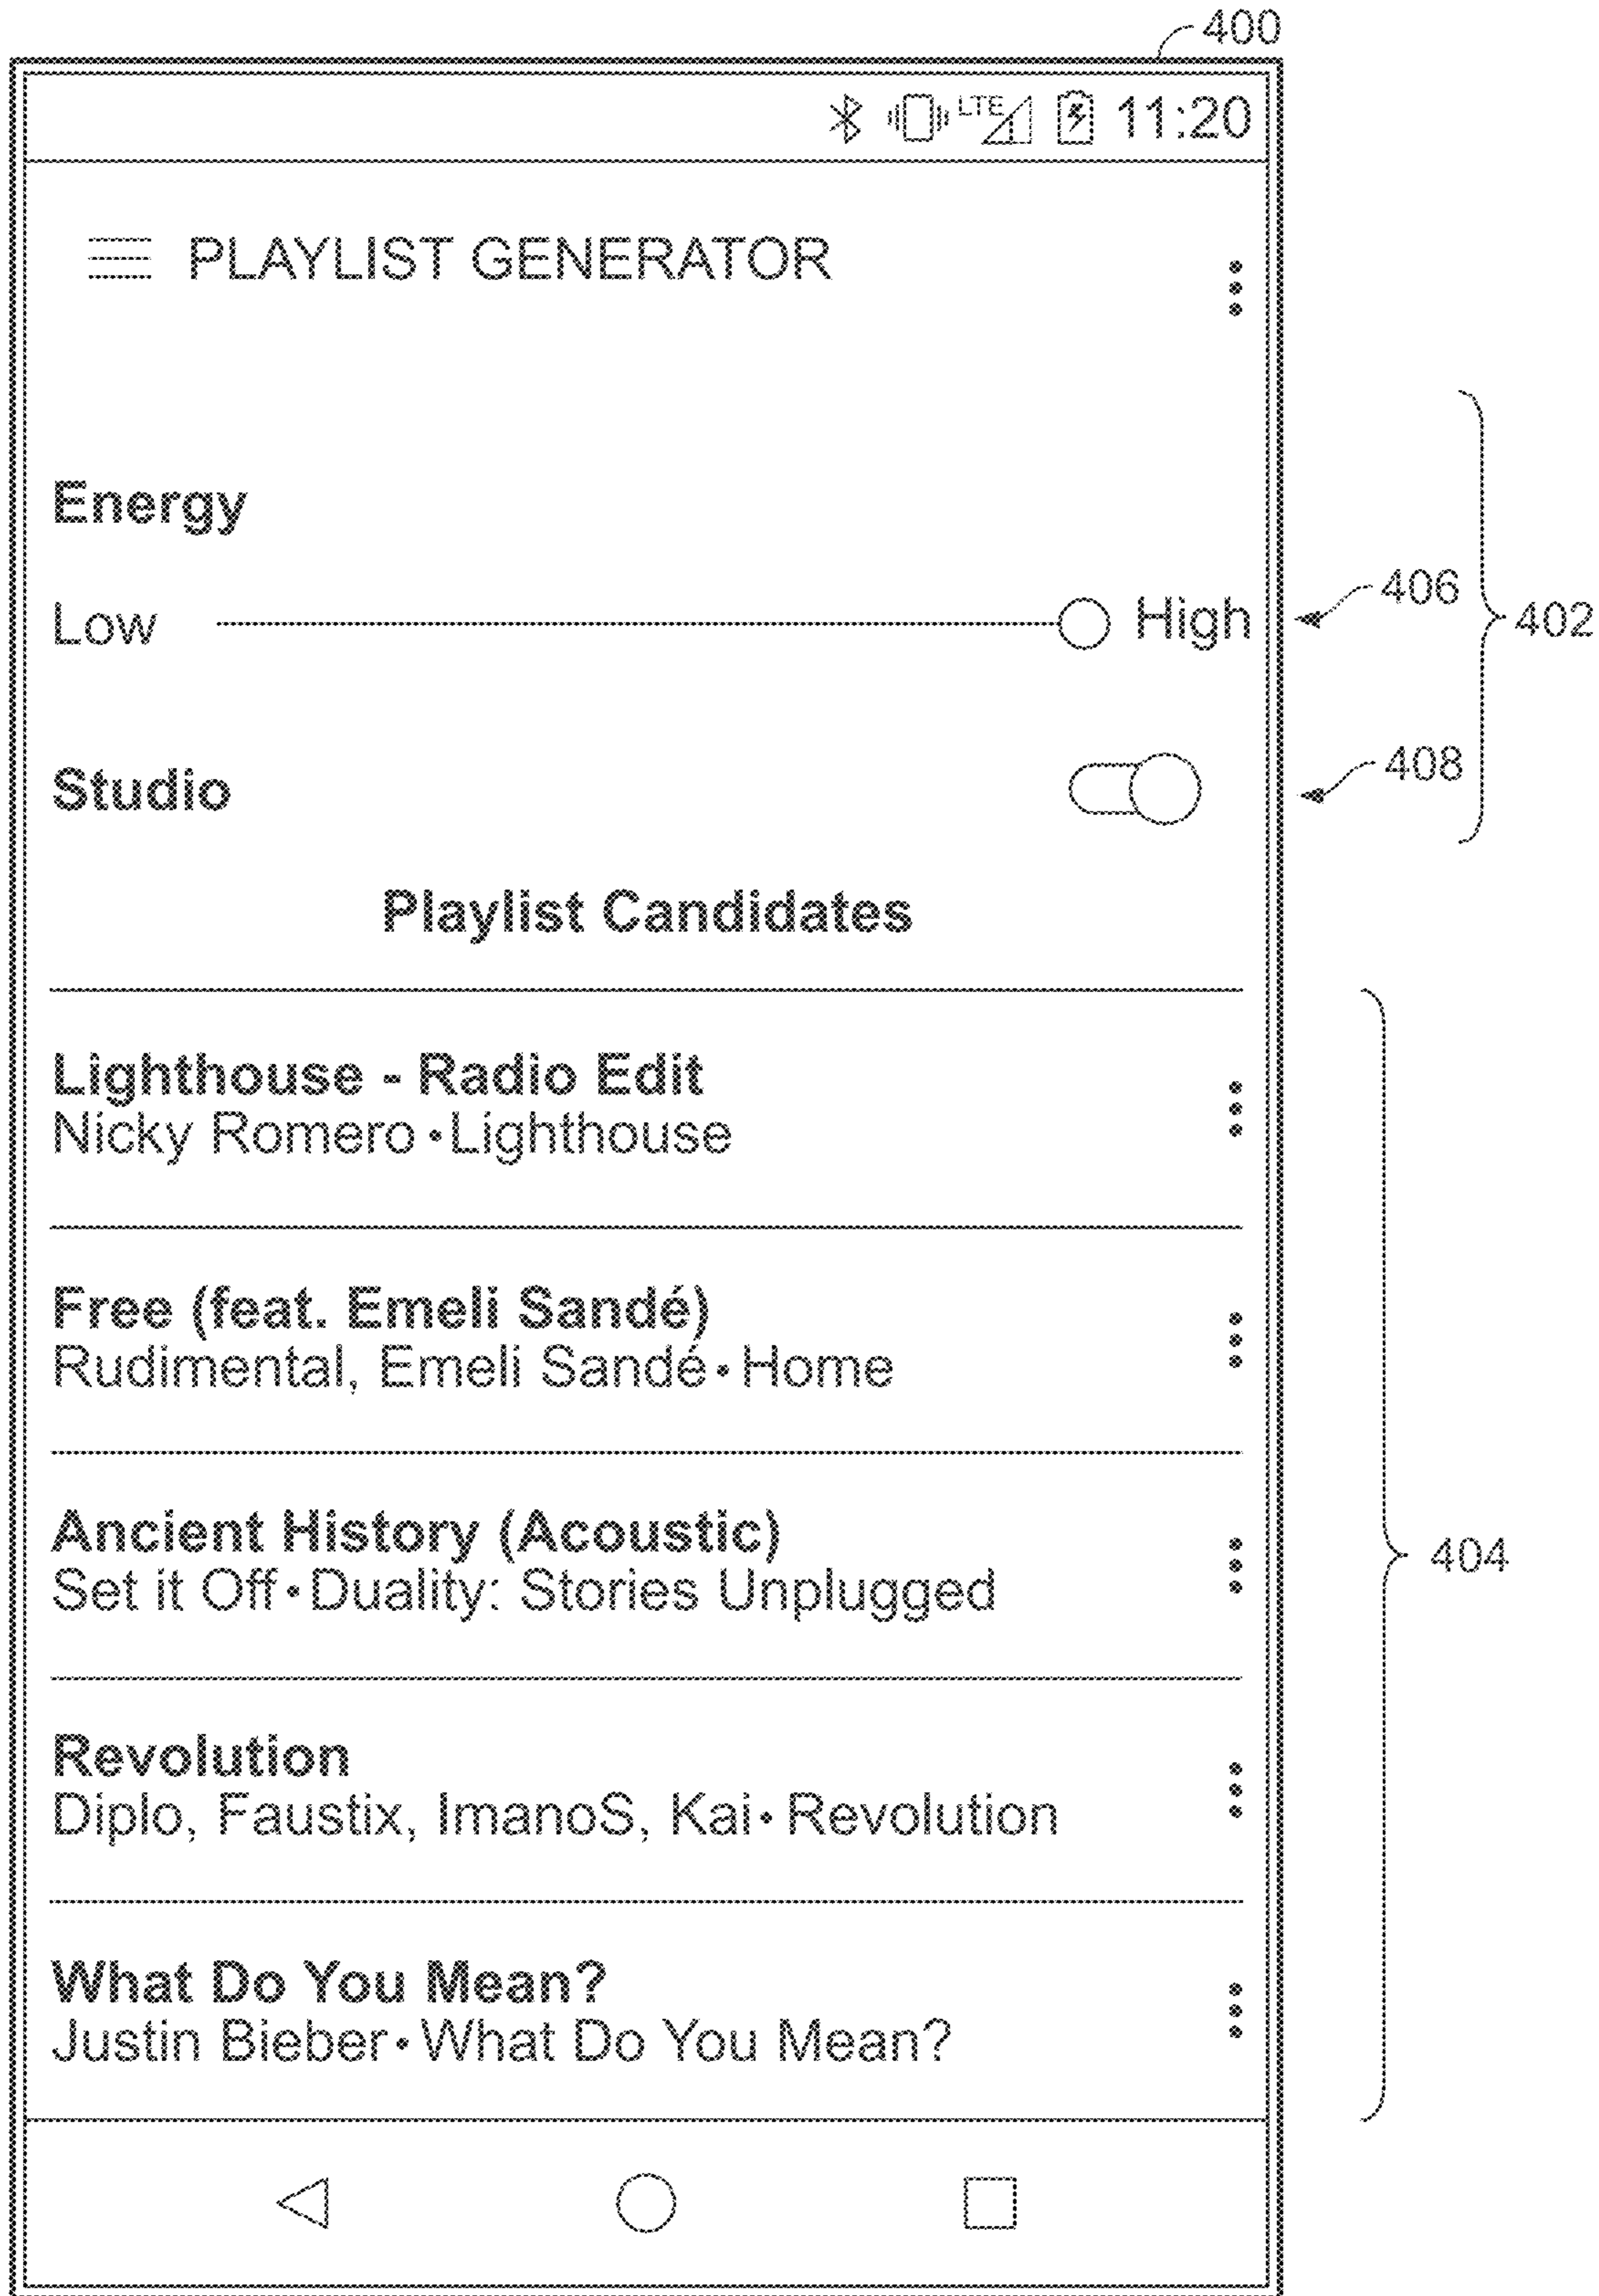 400
LTE 11:20
PLAYLIST GENERATOR
Energy
Low High
406
402
Studio
408
Playlist Candidates
Lighthouse - Radio Edit
Nicky Romero • Lighthouse
Free (feat. Emeli Sandé)
Rudimental, Emeli Sandé • Home
Ancient History (Acoustic)
Set it Off • Duality: Stories Unplugged
404
Revolution
Diplo, Faustix, ImanoS, Kai • Revolution
What Do You Mean?
Justin Bieber • What Do You Mean?